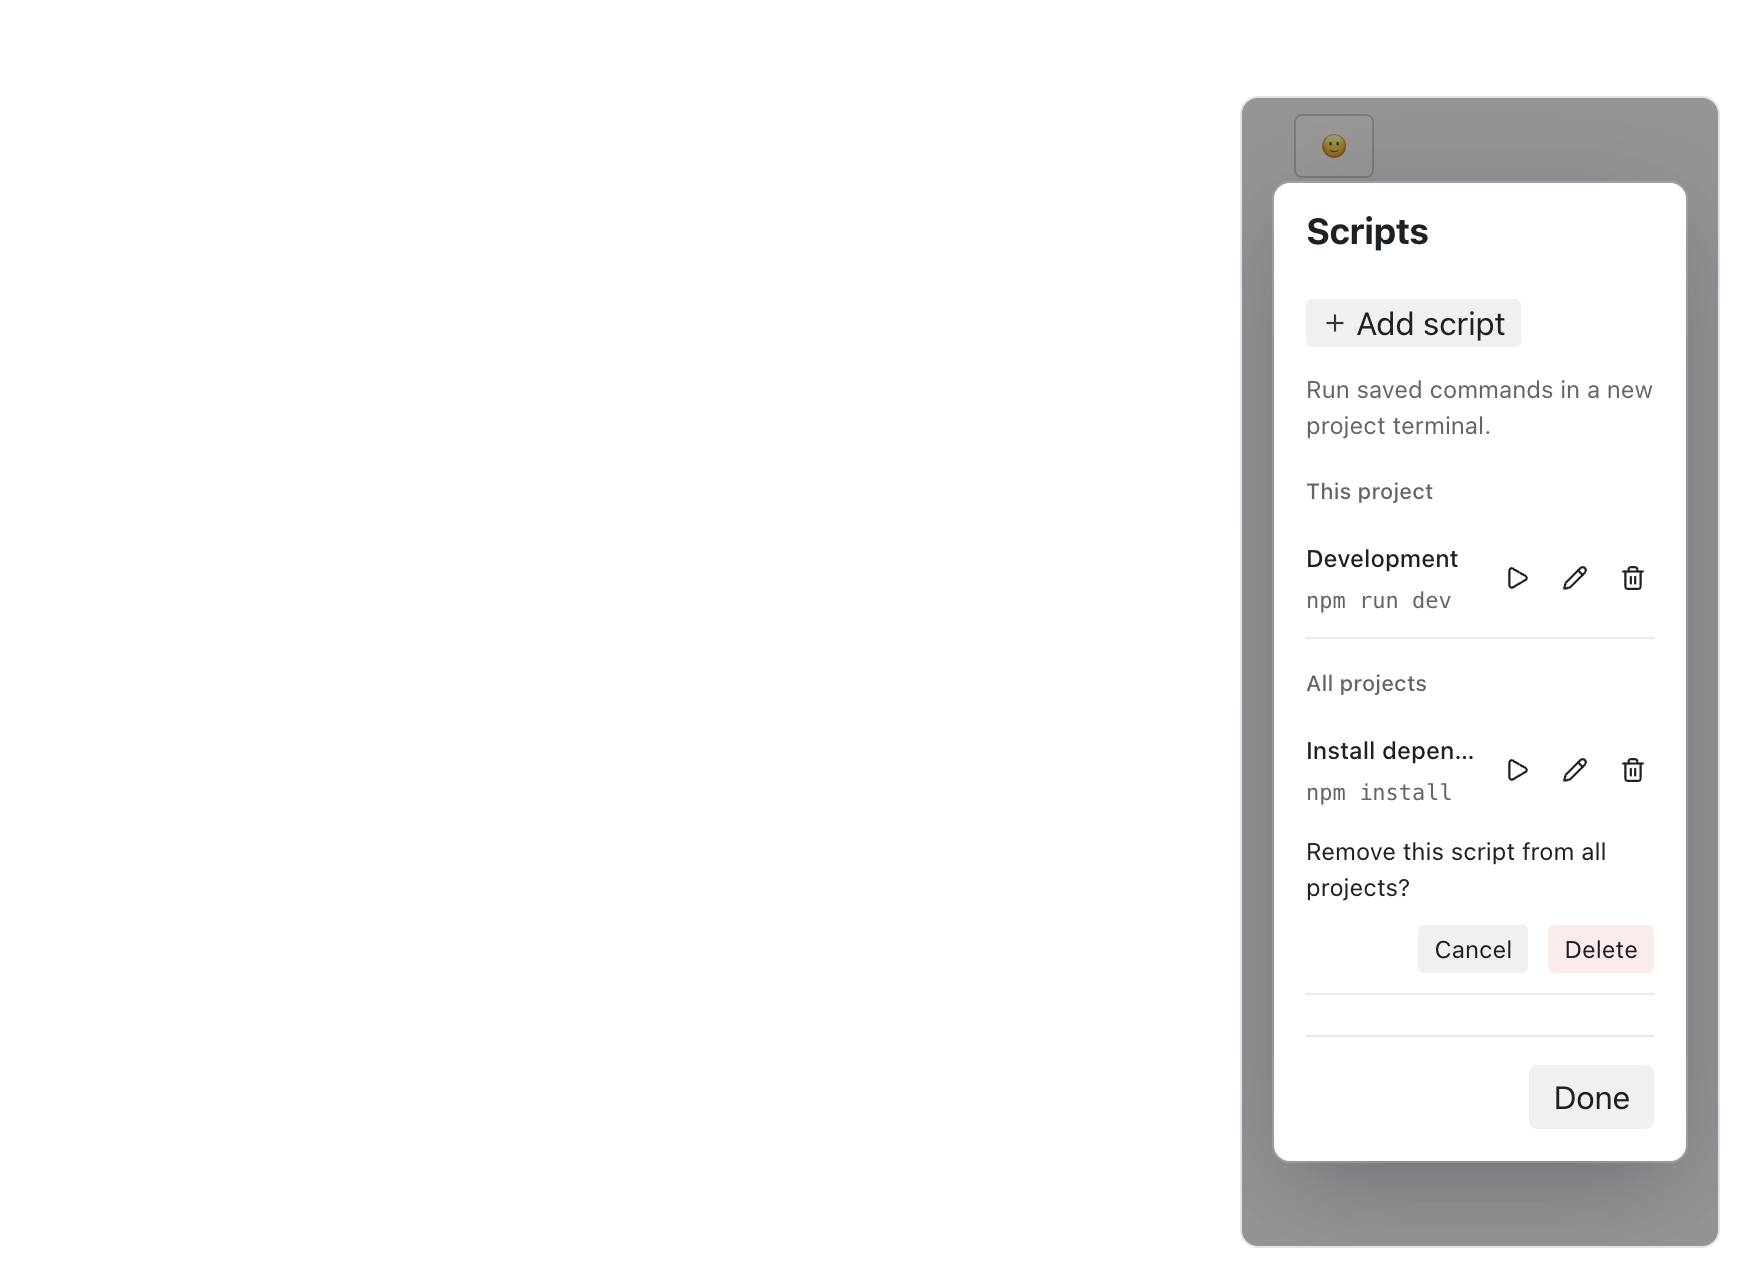 Scripts
Add script
Run saved commands in a new
project terminal.
This project
Development
npm run dev
All projects
Install depen...
npm install
Remove this script from all
projects?
Cancel
Delete
Done